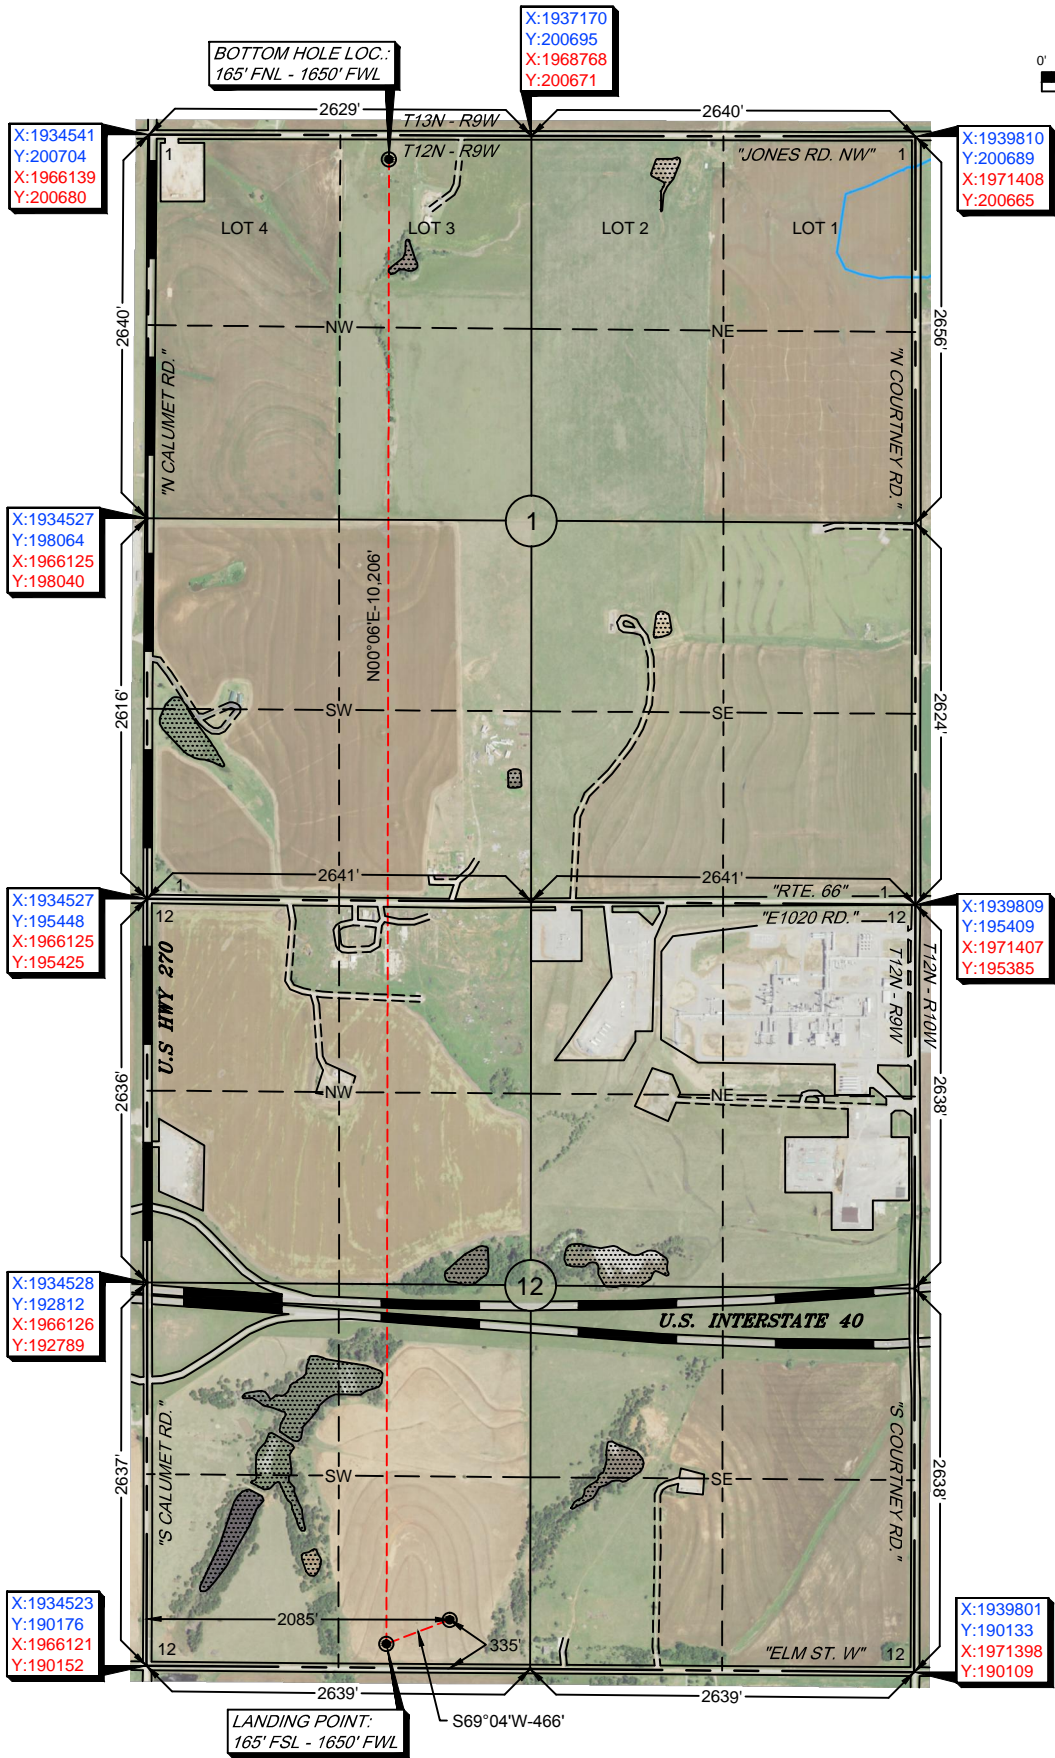 X:1937170
Y:200695
X:1968768
Y:200671
BOTTOM HOLE LOC.:
165' FNL - 1650' FWL
0'
2629'
T13N - R9W
2640'
X:1934541
Y:200704
X:1966139
Y:200680
1
T12N - R9W
"JONES RD. NW"
1
X:1939810
Y:200689
X:1971408
Y:200665
LOT 4
LOT 3
LOT 2
LOT 1
2640'
NW
NE
2656'
"N CALUMET RD."
"N COURTNEY RD."
X:1934527
Y:198064
X:1966125
Y:198040
1
N00°06'E-10,206'
2616'
SW
SE
2624'
1
2641'
2641'
"RTE. 66"
1
X:1934527
Y:195448
X:1966125
Y:195425
12
"E1020 RD."
12
X:1939809
Y:195409
X:1971407
Y:195385
U.S HWY 270
T12N - R9W
T12N - R10W
2636'
NW
NE
2638'
X:1934528
Y:192812
X:1966126
Y:192789
12
U.S. INTERSTATE 40
"S CALUMET RD."
"S COURTNEY RD."
2637'
SW
SE
2638'
X:1934523
Y:190176
X:1966121
Y:190152
2085'
335'
12
"ELM ST. W"
12
X:1939801
Y:190133
X:1971398
Y:190109
2639'
2639'
LANDING POINT:
165' FSL - 1650' FWL
S69°04'W-466'